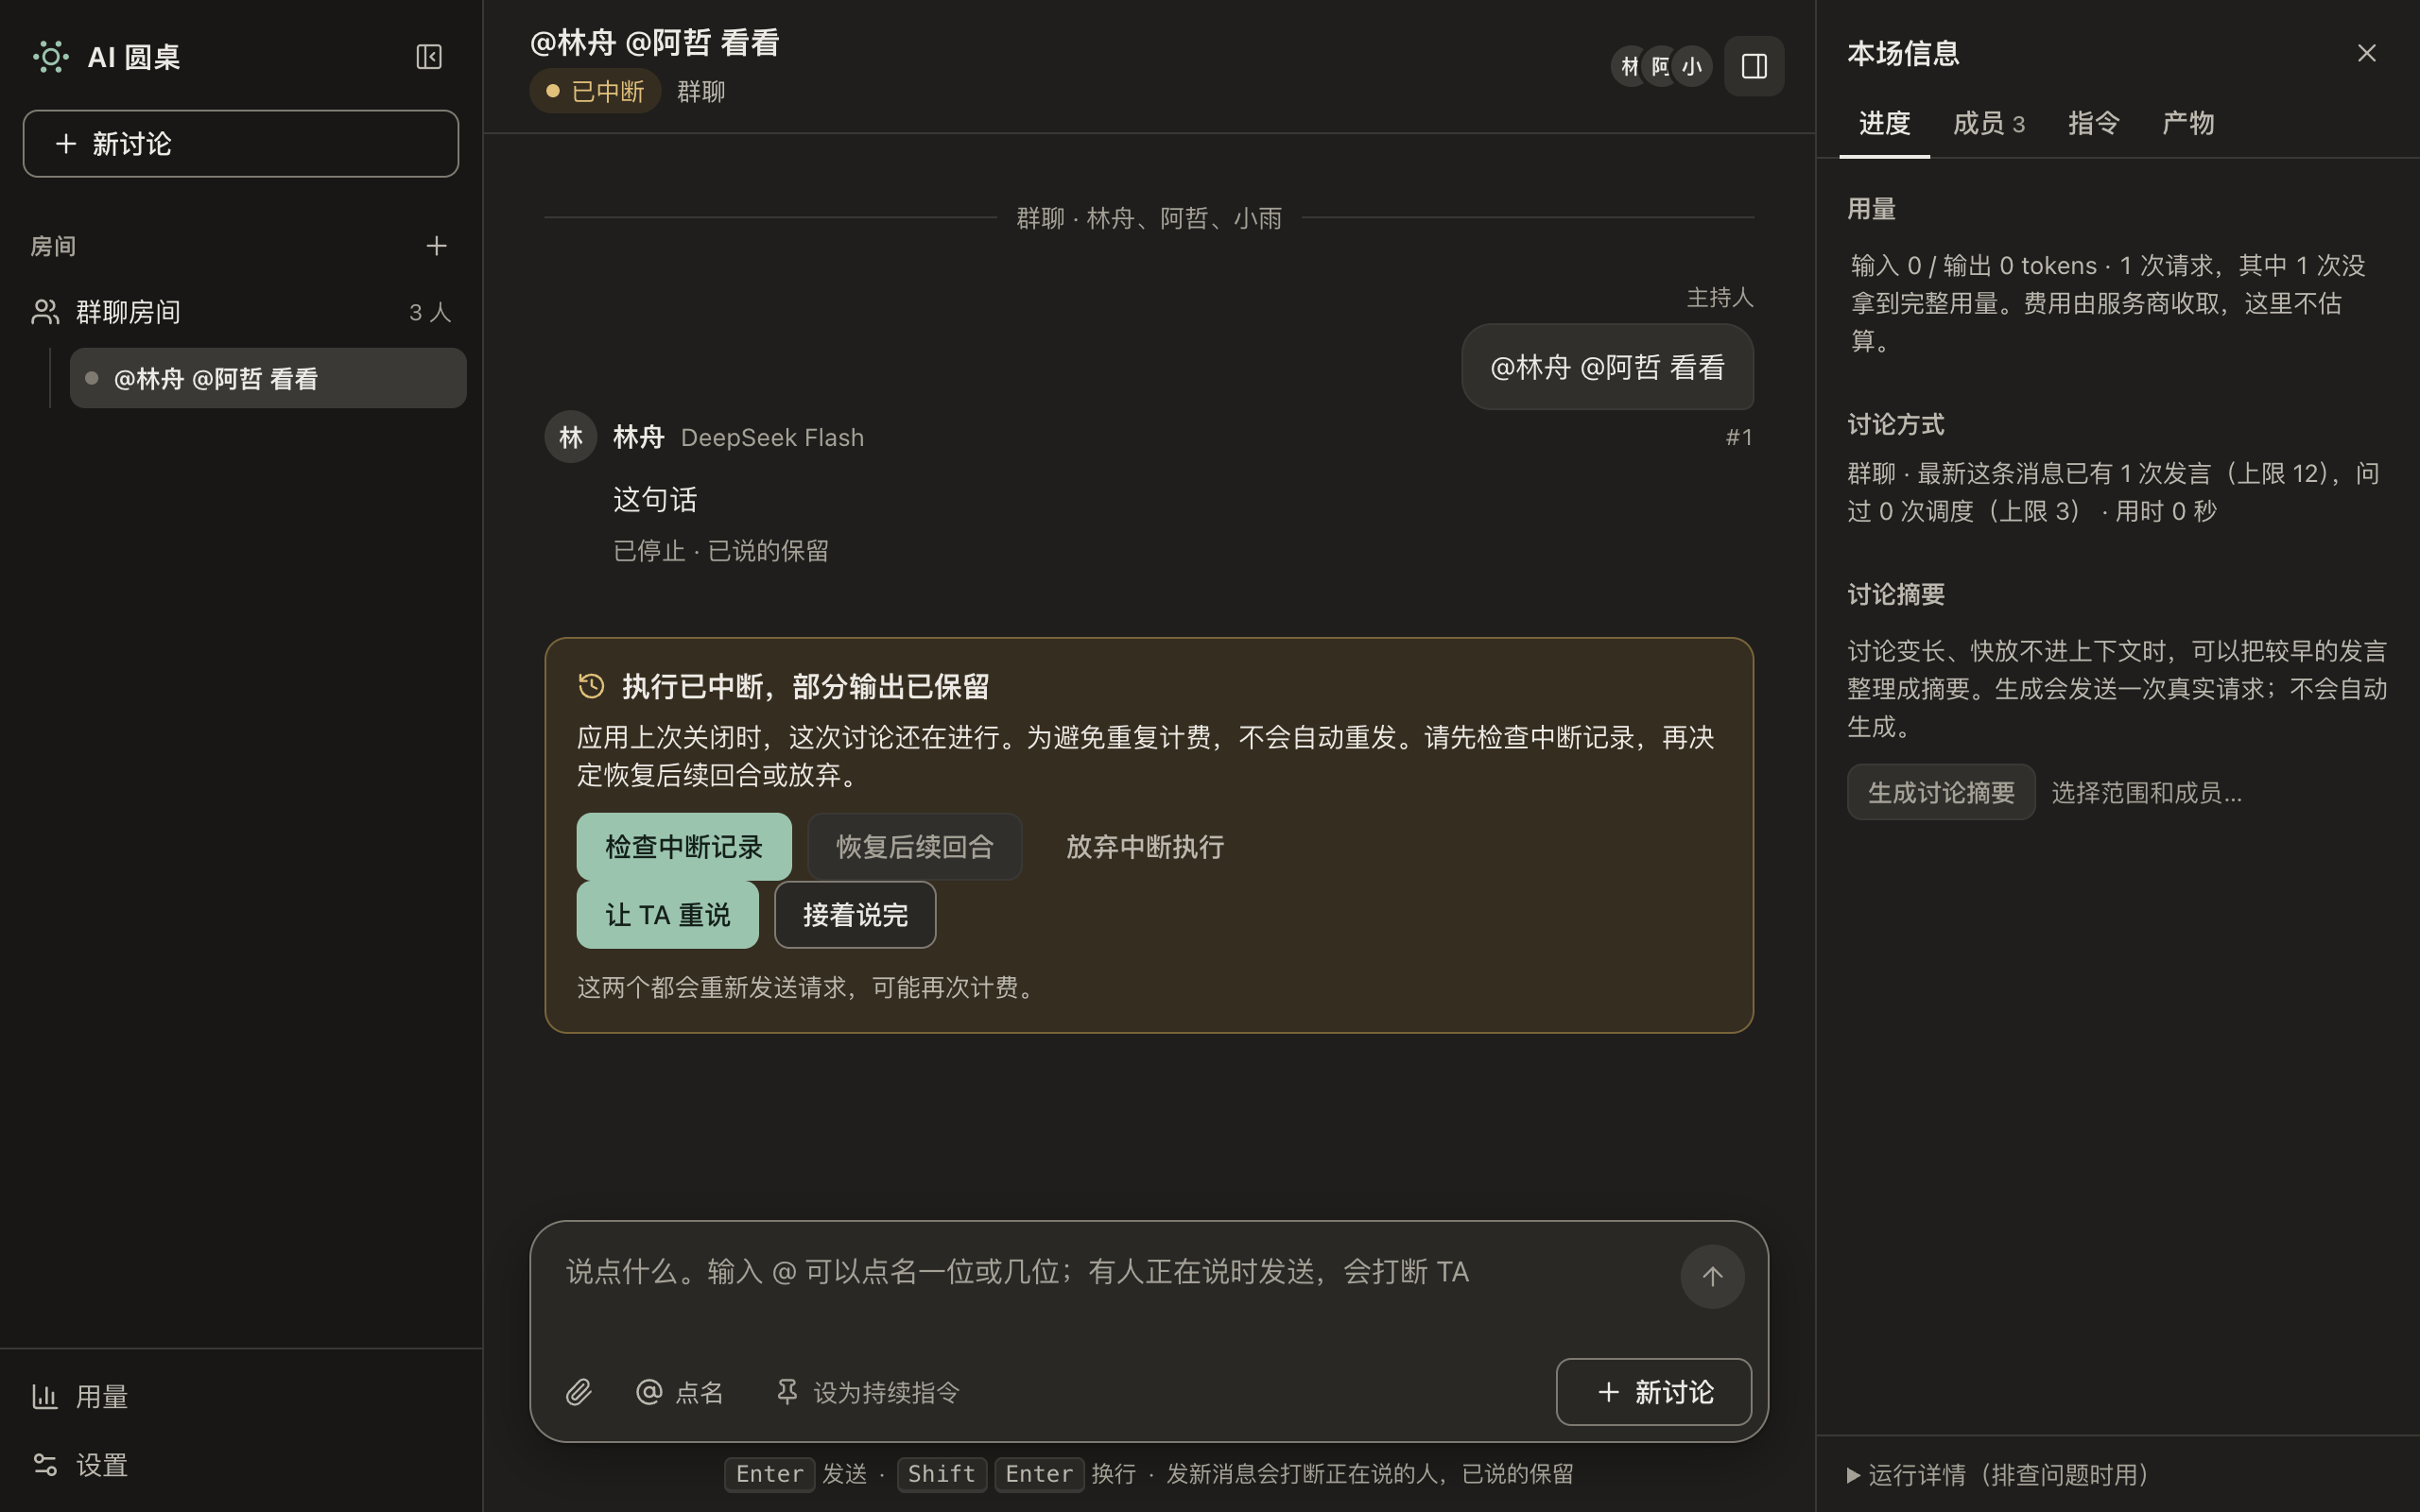 AI 圆桌
新讨论
房间
群聊房间 3 人
@林舟 @阿哲 看看
用量
设置
@林舟 @阿哲 看看
已中断 群聊
林 阿 小
群聊 · 林舟、阿哲、小雨
主持人
@林舟 @阿哲 看看
林 林舟 DeepSeek Flash #1
这句话
已停止 · 已说的保留
执行已中断，部分输出已保留
应用上次关闭时，这次讨论还在进行。为避免重复计费，不会自动重发。请先检查中断记录，再决
定恢复后续回合或放弃。
检查中断记录 恢复后续回合 放弃中断执行
让 TA 重说 接着说完
这两个都会重新发送请求，可能再次计费。
说点什么。输入 @ 可以点名一位或几位；有人正在说时发送，会打断 TA
点名 设为持续指令 新讨论
Enter 发送 · Shift Enter 换行 · 发新消息会打断正在说的人，已说的保留
本场信息
进度 成员 3 指令 产物
用量
输入 0 / 输出 0 tokens · 1 次请求，其中 1 次没
拿到完整用量。费用由服务商收取，这里不估
算。
讨论方式
群聊 · 最新这条消息已有 1 次发言（上限 12），问
过 0 次调度（上限 3） · 用时 0 秒
讨论摘要
讨论变长、快放不进上下文时，可以把较早的发言
整理成摘要。生成会发送一次真实请求；不会自动
生成。
生成讨论摘要 选择范围和成员...
运行详情（排查问题时用）